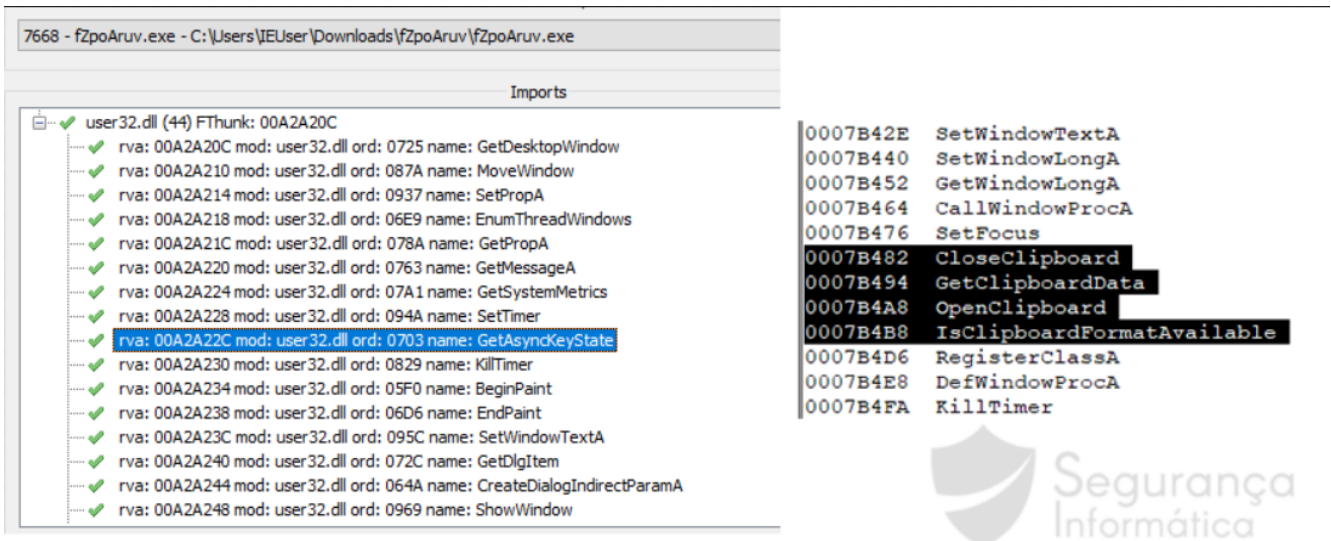 7668 - fZpoAruv.exe - C:\Users\IEUser\Downloads\fZpoAruv\fZpoAruv.exe
Imports
user32.dll (44) FThunk: 00A2A20C
rva: 00A2A20C mod: user32.dll ord: 0725 name: GetDesktopWindow
rva: 00A2A210 mod: user32.dll ord: 087A name: MoveWindow
rva: 00A2A214 mod: user32.dll ord: 0937 name: SetPropA
rva: 00A2A218 mod: user32.dll ord: 06E9 name: EnumThreadWindows
rva: 00A2A21C mod: user32.dll ord: 078A name: GetPropA
rva: 00A2A220 mod: user32.dll ord: 0763 name: GetMessageA
rva: 00A2A224 mod: user32.dll ord: 07A1 name: GetSystemMetrics
rva: 00A2A228 mod: user32.dll ord: 094A name: SetTimer
rva: 00A2A22C mod: user32.dll ord: 0703 name: GetAsyncKeyState
rva: 00A2A230 mod: user32.dll ord: 0829 name: KillTimer
rva: 00A2A234 mod: user32.dll ord: 05F0 name: BeginPaint
rva: 00A2A238 mod: user32.dll ord: 06D6 name: EndPaint
rva: 00A2A23C mod: user32.dll ord: 095C name: SetWindowTextA
rva: 00A2A240 mod: user32.dll ord: 072C name: GetDlgItem
rva: 00A2A244 mod: user32.dll ord: 064A name: CreateDialogIndirectParamA
rva: 00A2A248 mod: user32.dll ord: 0969 name: ShowWindow
0007B42E SetWindowTextA
0007B440 SetWindowLongA
0007B452 GetWindowLongA
0007B464 CallWindowProcA
0007B476 SetFocus
0007B482 CloseClipboard
0007B494 GetClipboardData
0007B4A8 OpenClipboard
0007B4B8 IsClipboardFormatAvailable
0007B4D6 RegisterClassA
0007B4E8 DefWindowProcA
0007B4FA KillTimer
Segurança
Informática